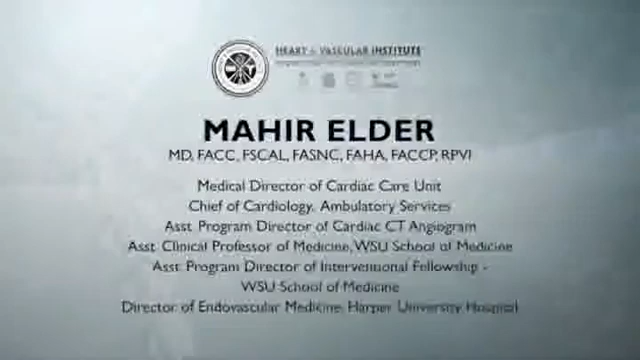 HEART & VASCULAR INSTITUTE
MAHIR ELDER
MD, FACC, FSCAI, FASNC, FAHA, FACCP, RPVI
Medical Director of Cardiac Care Unit
Chief of Cardiology, Ambulatory Services
Asst. Program Director of Cardiac CT Angiogram
Asst. Clinical Professor of Medicine, WSU School of Medicine
Asst. Program Director of Interventional Fellowship -
WSU School of Medicine
Director of Endovascular Medicine, Harper University Hospital